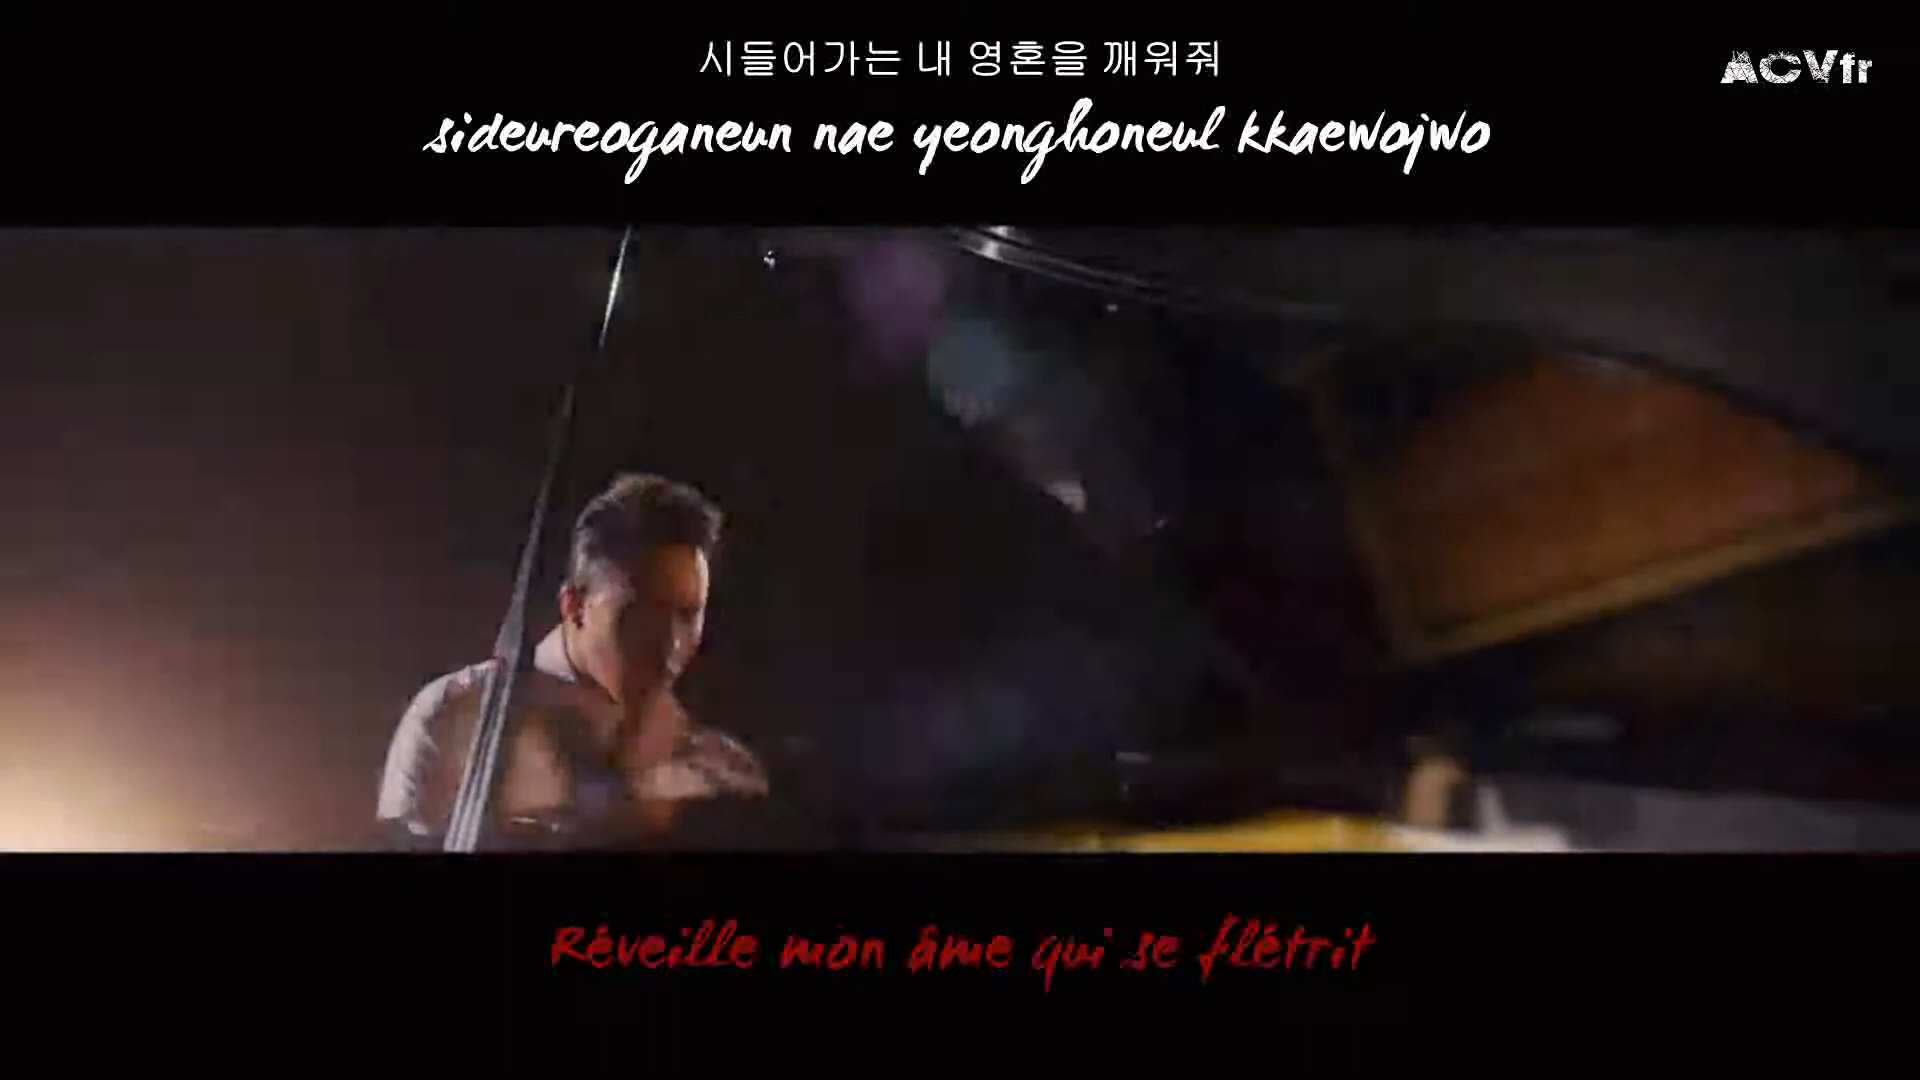 시들어가는 내 영혼을 깨워줘
ACVfr
sideureoganeun nae yeonghoneul kkaewojwo
Réveille mon âme qui se flétrit